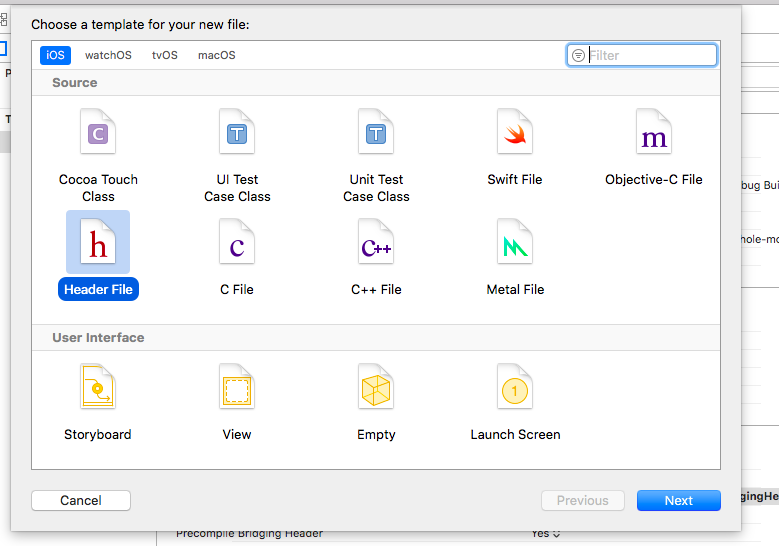 Choose a template for your new file:
iOS watchOS tvOS macOS Filter
Source
C T T m
Cocoa Touch Class
UI Test Case Class
Unit Test Case Class
Swift File
Objective-C File
h c C++
Header File
C File
C++ File
Metal File
User Interface
1
Storyboard View Empty Launch Screen
Cancel Previous Next
bug Bui
hole-mo
gingHe
Precompile Bridging Header Yes